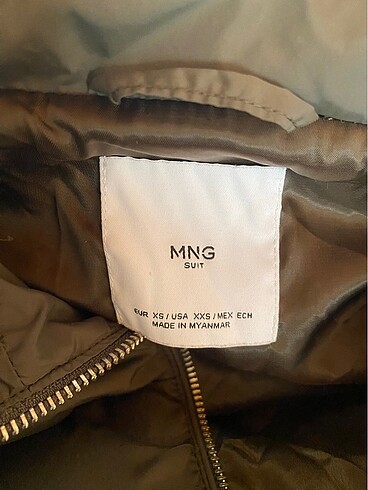 MNG
SUIT
EUR XS / USA XXS / MEX ECH
MADE IN MYANMAR